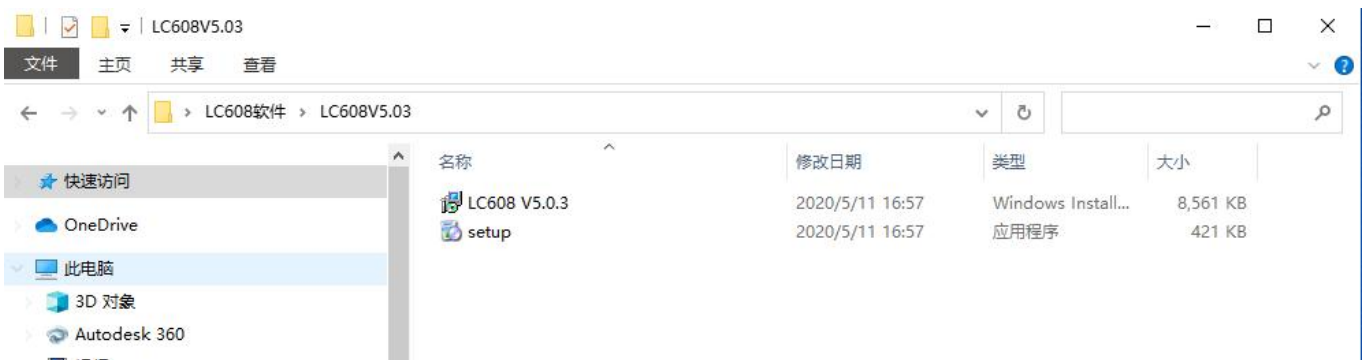 LC608V5.03
文件 主页 共享 查看
LC608软件 › LC608V5.03
名称 修改日期 类型 大小
快速访问
LC608 V5.0.3 2020/5/11 16:57 Windows Install... 8,561 KB
OneDrive
setup 2020/5/11 16:57 应用程序 421 KB
此电脑
3D 对象
Autodesk 360